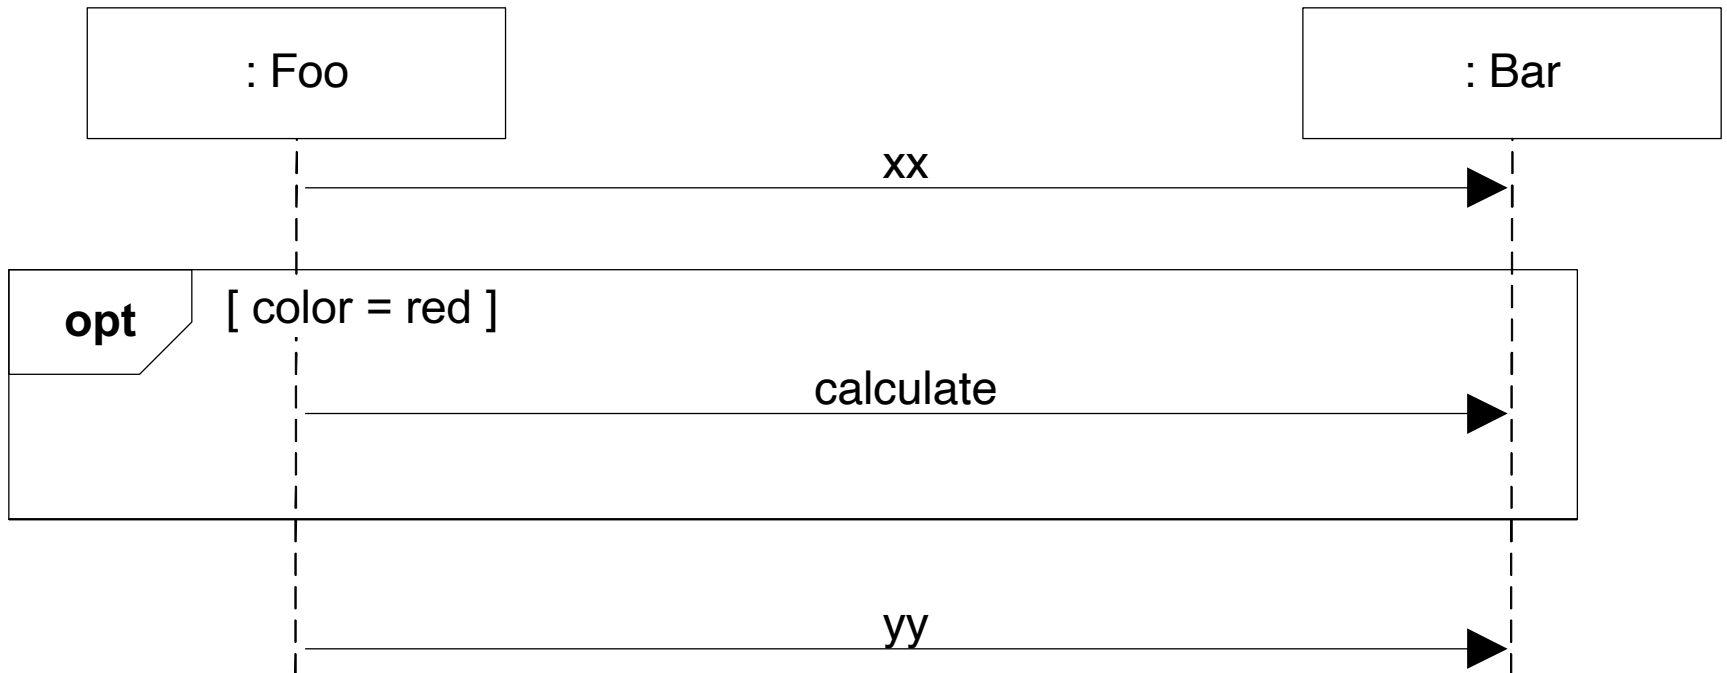 : Foo
: Bar
xx
opt
[ color = red ]
calculate
yy